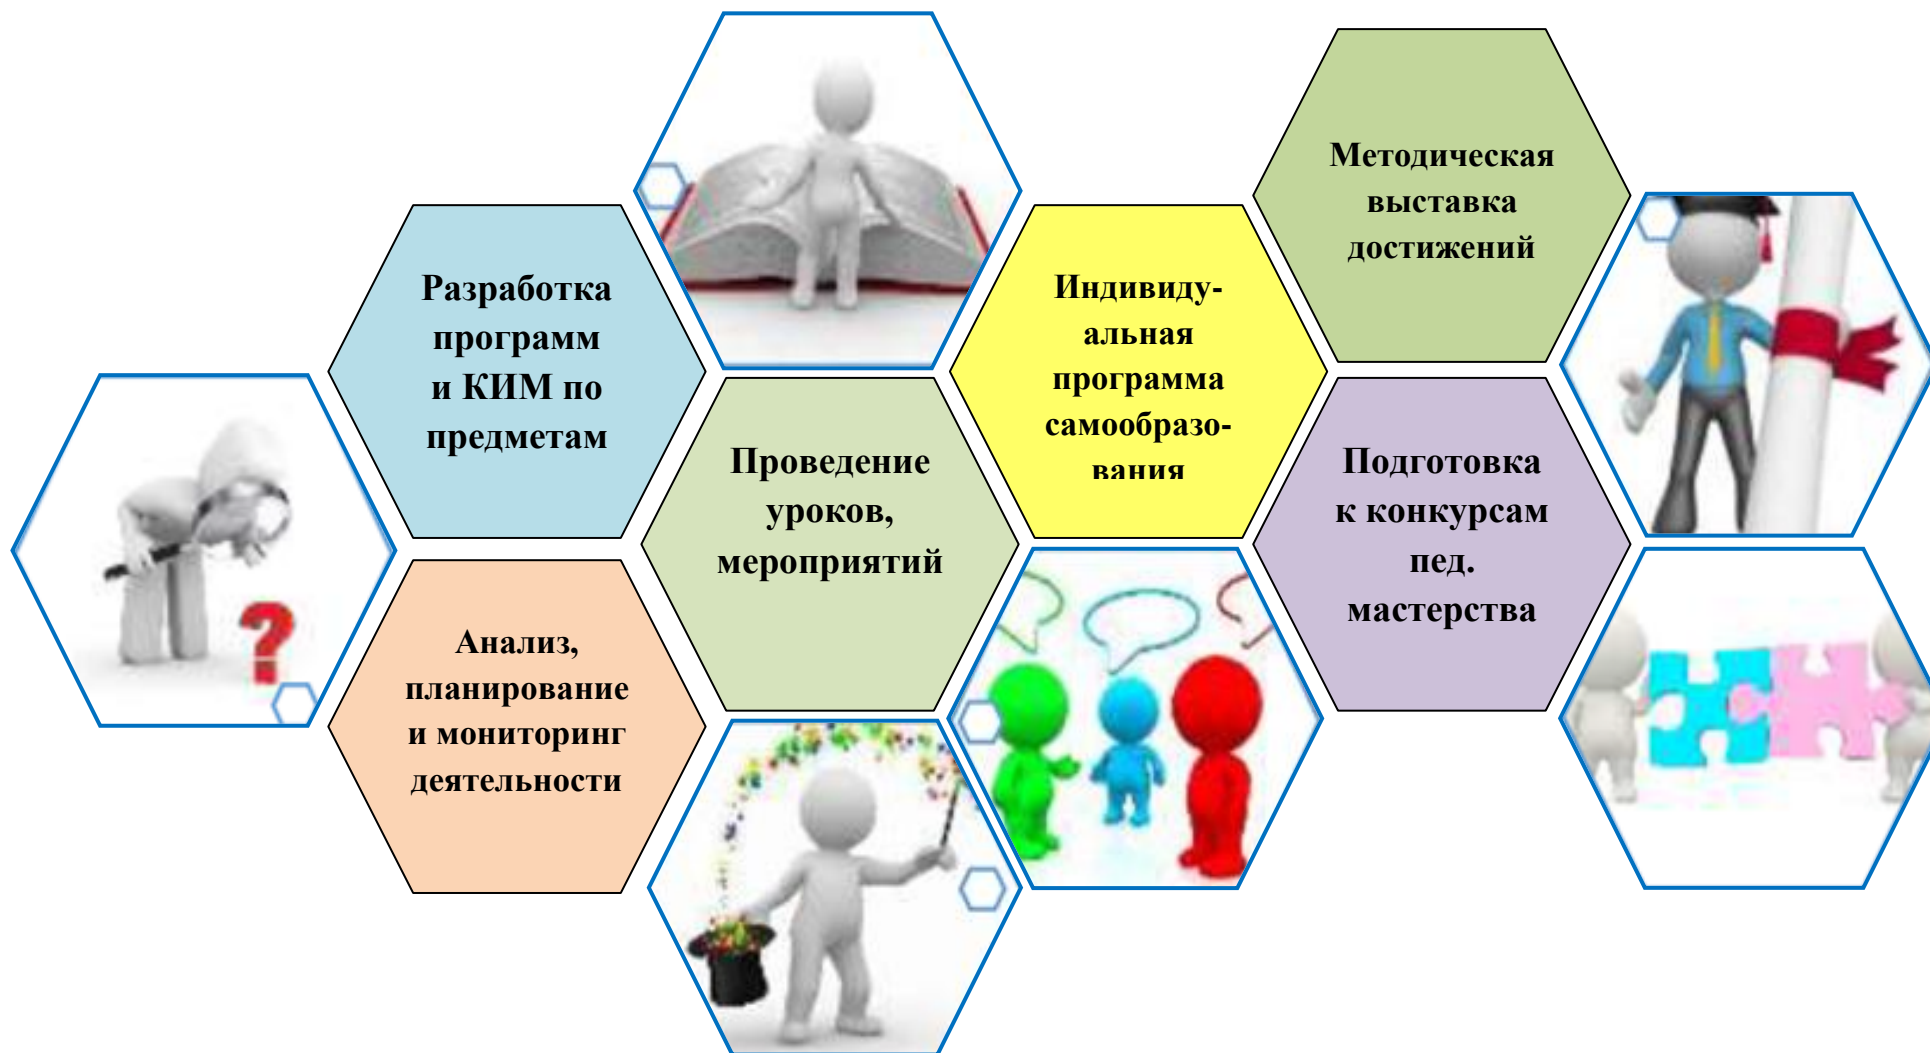 Разработка
программ
и КИМ по
предметам
Анализ,
планирование
и мониторинг
деятельности
Проведение
уроков,
мероприятий
Индивиду-
альная
программа
самообразо-
вания
Методическая
выставка
достижений
Подготовка
к конкурсам
пед.
мастерства
?